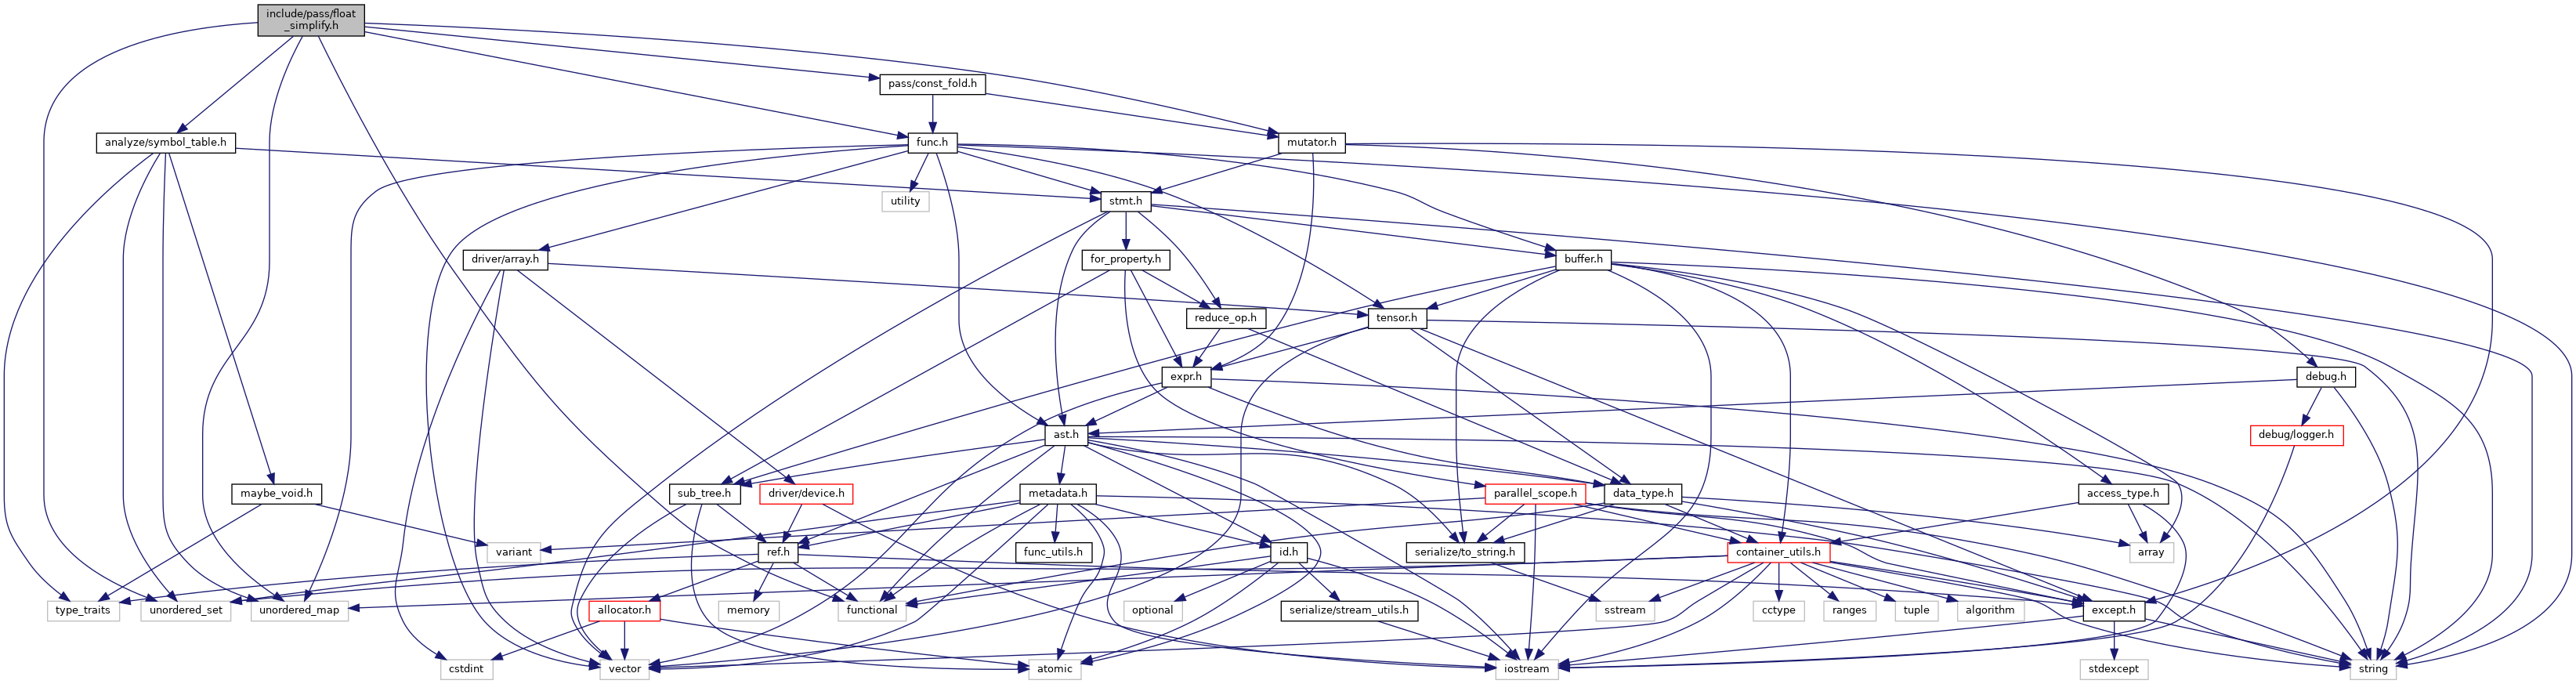 include/pass/float
_simplify.h
pass/const_fold.h
analyze/symbol_table.h
func.h
mutator.h
utility
stmt.h
driver/array.h
for_property.h
buffer.h
reduce_op.h
tensor.h
expr.h
debug.h
ast.h
debug/logger.h
maybe_void.h
sub_tree.h
driver/device.h
metadata.h
parallel_scope.h
data_type.h
access_type.h
variant
ref.h
func_utils.h
id.h
serialize/to_string.h
container_utils.h
array
type_traits
unordered_set
unordered_map
allocator.h
memory
functional
optional
serialize/stream_utils.h
sstream
cctype
ranges
tuple
algorithm
except.h
cstdint
vector
atomic
iostream
stdexcept
string